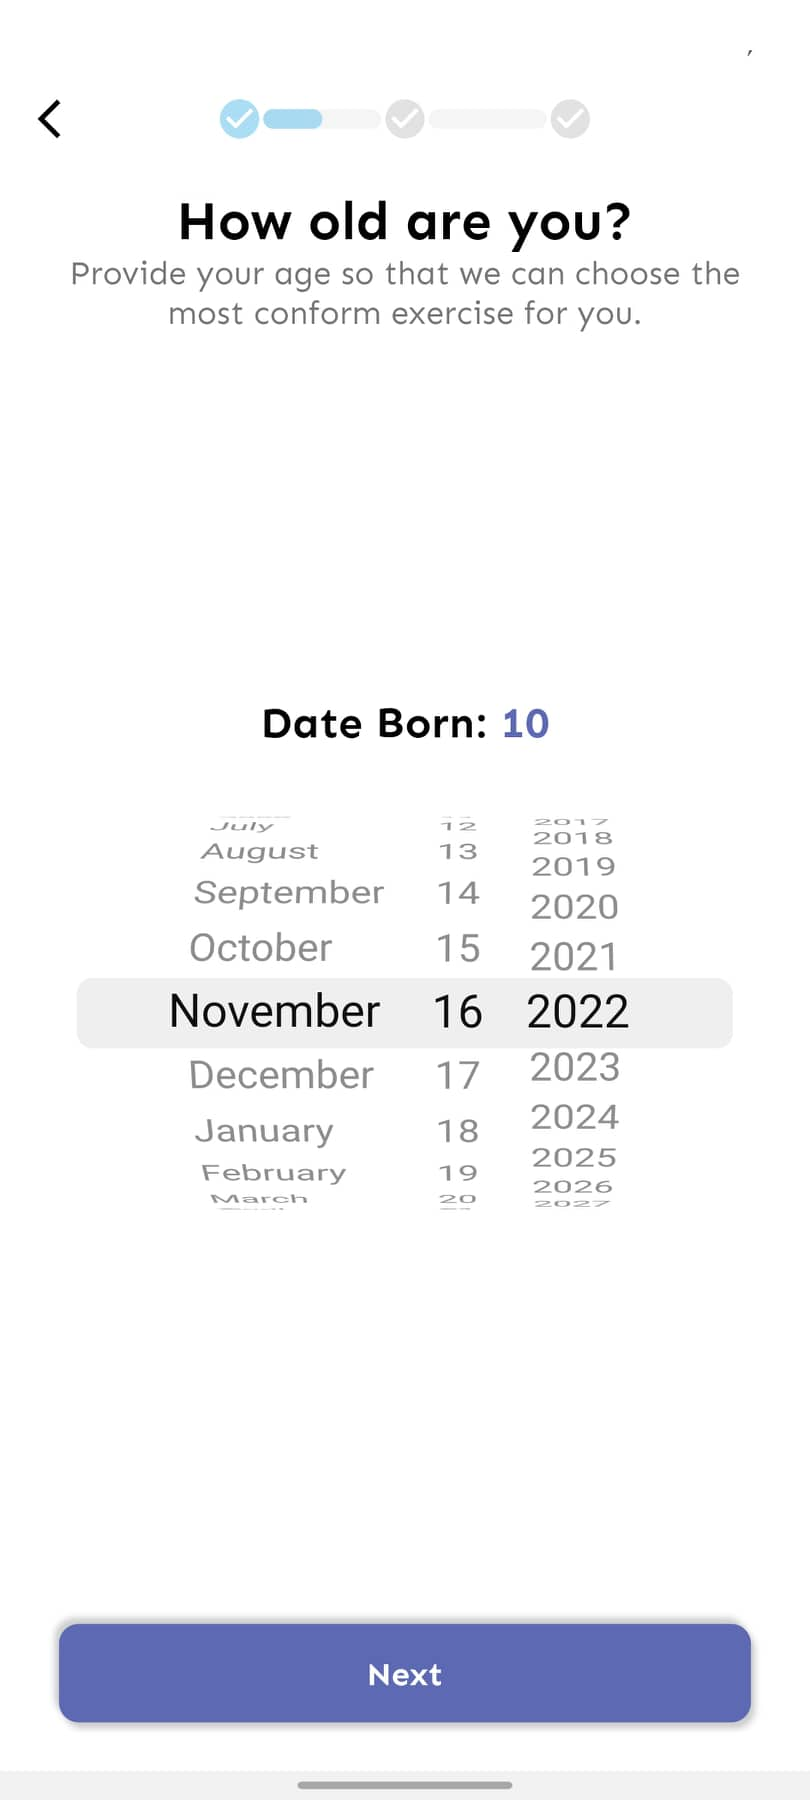 How old are you?
Provide your age so that we can choose the
most conform exercise for you.
Date Born: 10
July 12 2017
August 13 2018
September 14 2019
October 15 2020
2021
November 16 2022
December 17 2023
January 18 2024
February 19 2025
March 20 2026
2027
Next